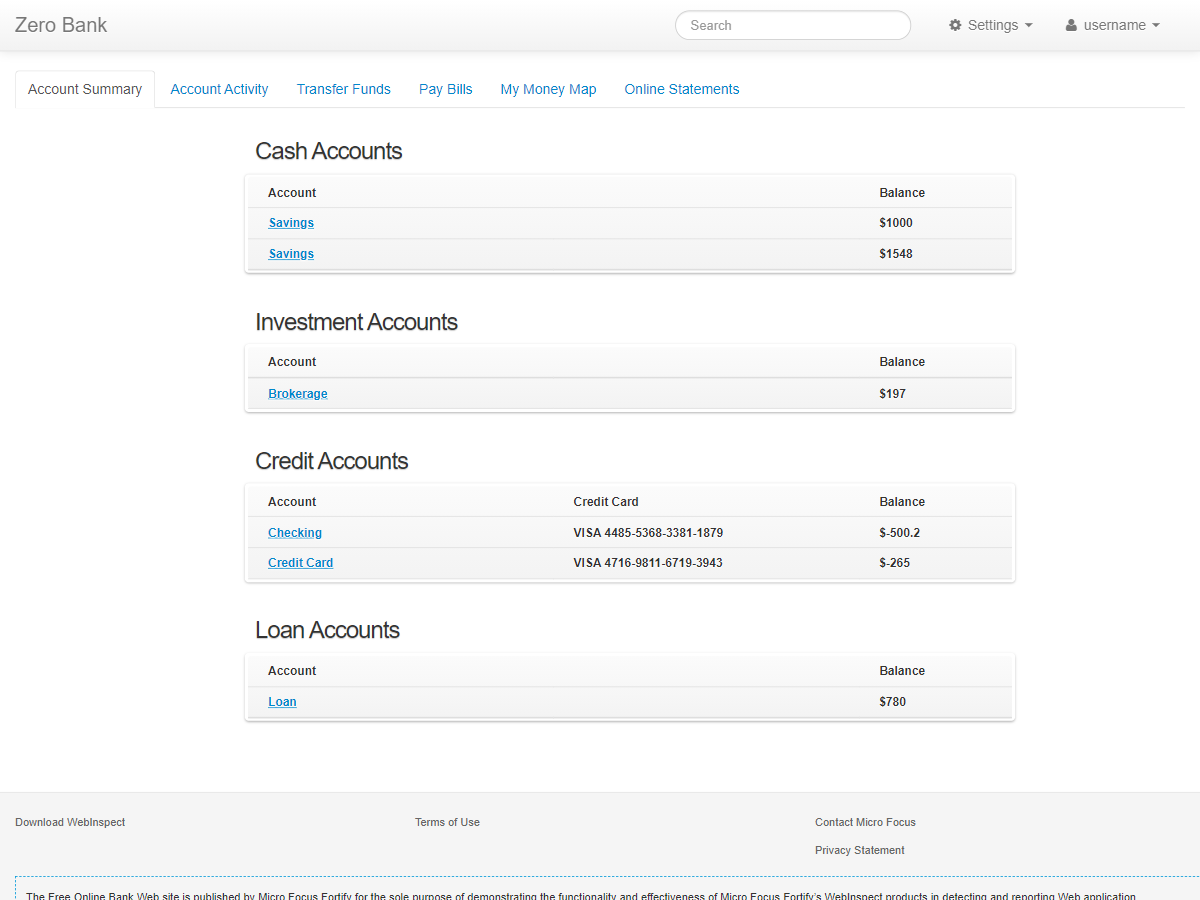 Zero Bank
Search
Settings
username
Account Summary Account Activity Transfer Funds Pay Bills My Money Map Online Statements
Cash Accounts
Account Balance
Savings $1000
Savings $1548
Investment Accounts
Account Balance
Brokerage $197
Credit Accounts
Account Credit Card Balance
Checking VISA 4485-5368-3381-1879 $-500.2
Credit Card VISA 4716-9811-6719-3943 $-265
Loan Accounts
Account Balance
Loan $780
Download WebInspect Terms of Use Contact Micro Focus
Privacy Statement
The Free Online Bank Web site is published by Micro Focus Fortify for the sole purpose of demonstrating the functionality and effectiveness of Micro Focus Fortify's WebInspect products in detecting and reporting Web application